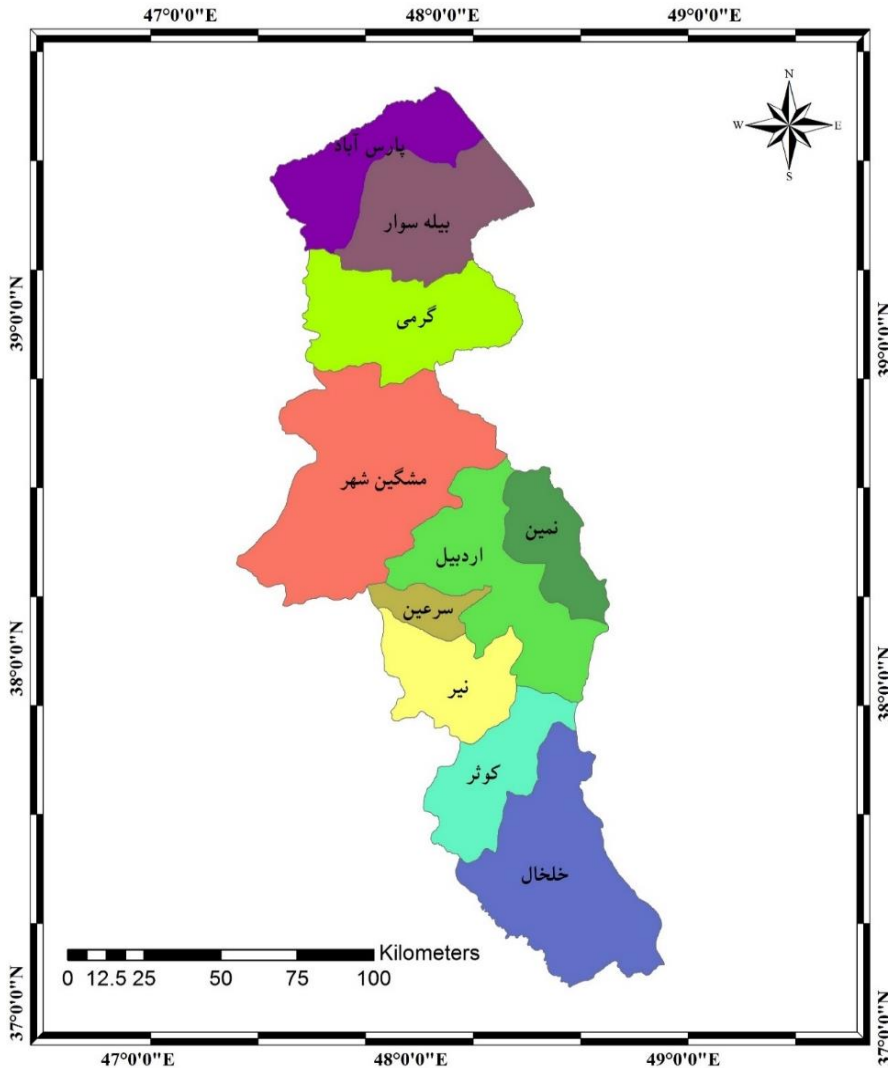 47°0'0"E 48°0'0"E 49°0'0"E
N
W E
S
پارس آباد
بیله سوار
39°0'0"N
39°0'0"N
گرمی
مشگین شهر
نمین
اردبیل
سرعین
38°0'0"N
38°0'0"N
نیر
کوثر
خلخال
Kilometers
0 12.5 25 50 75 100
37°0'0"N
37°0'0"N
47°0'0"E 48°0'0"E 49°0'0"E